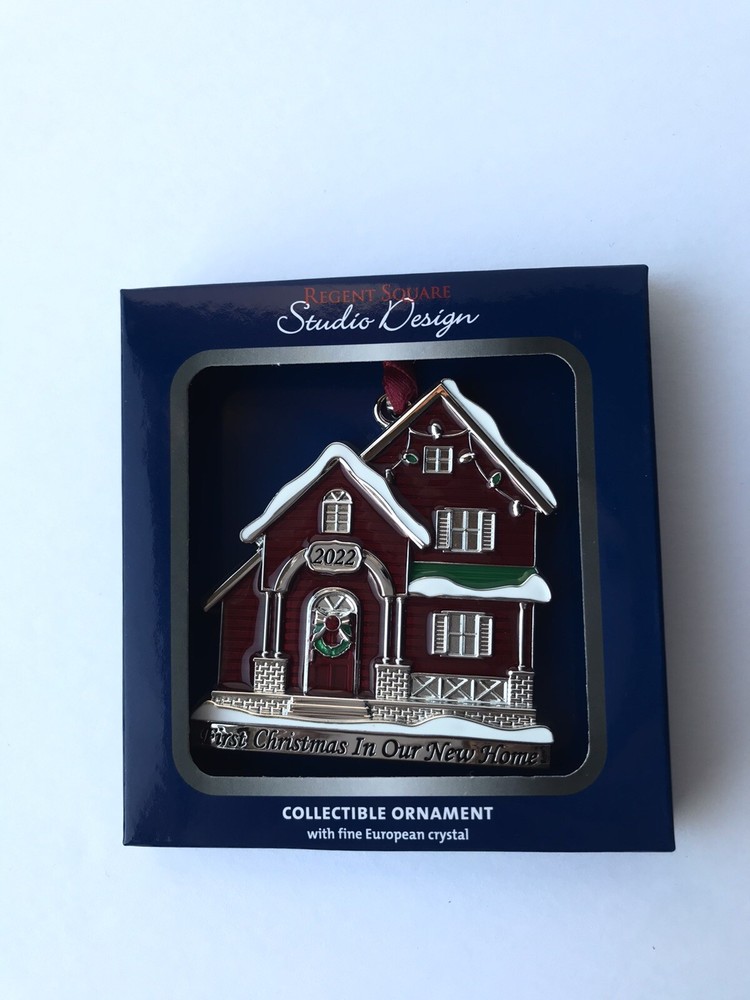 REGENT SQUARE
Studio Design
2022
First Christmas In Our New Home
COLLECTIBLE ORNAMENT
with fine European crystal